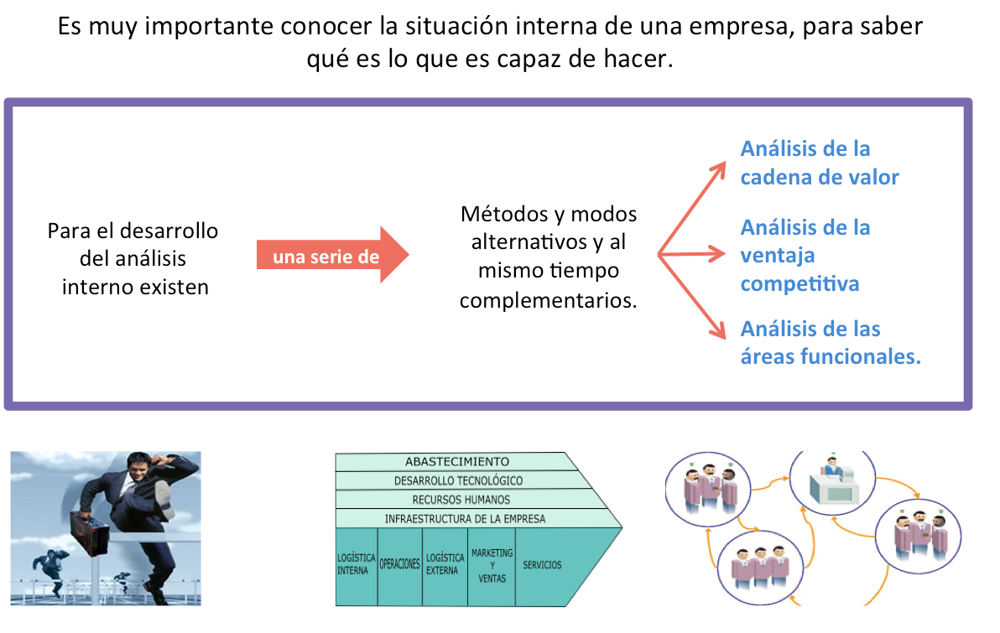 Es muy importante conocer la situación interna de una empresa, para saber
qué es lo que es capaz de hacer.
Para el desarrollo
del análisis
interno existen
una serie de
Métodos y modos
alternativos y al
mismo tiempo
complementarios.
Análisis de la
cadena de valor
Análisis de la
ventaja
competitiva
Análisis de las
áreas funcionales.
ABASTECIMIENTO
DESARROLLO TECNOLÓGICO
RECURSOS HUMANOS
INFRAESTRUCTURA DE LA EMPRESA
LOGÍSTICA
INTERNA
OPERACIONES
LOGÍSTICA
EXTERNA
MARKETING
Y
VENTAS
SERVICIOS